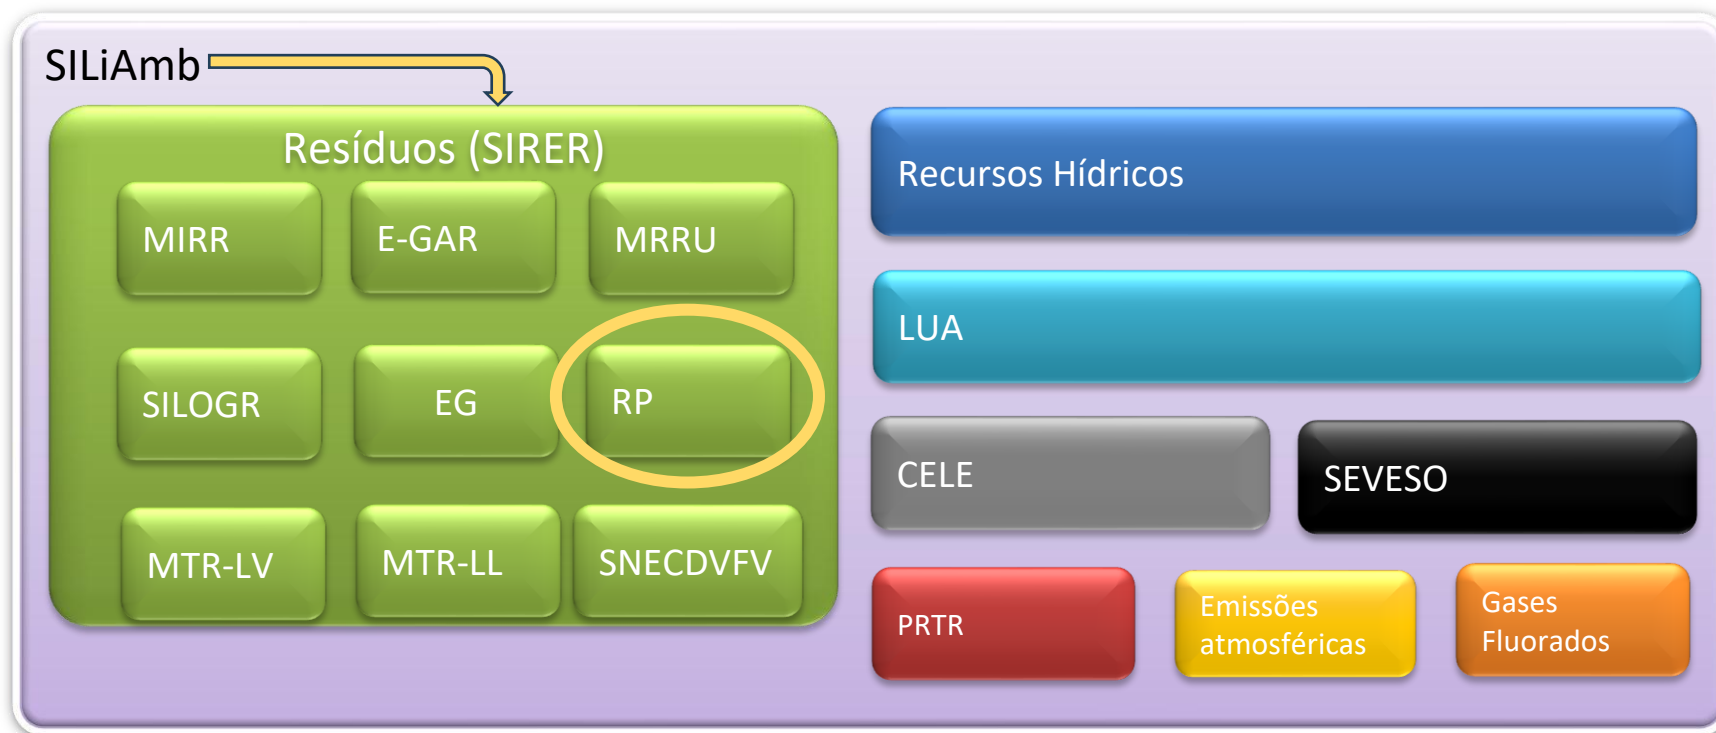 SILiAmb
Resíduos (SIRER)
MIRR
E-GAR
MRRU
SILOGR
EG
RP
MTR-LV
MTR-LL
SNECDVFV
Recursos Hídricos
LUA
CELE
SEVESO
PRTR
Emissões
atmosféricas
Gases
Fluorados